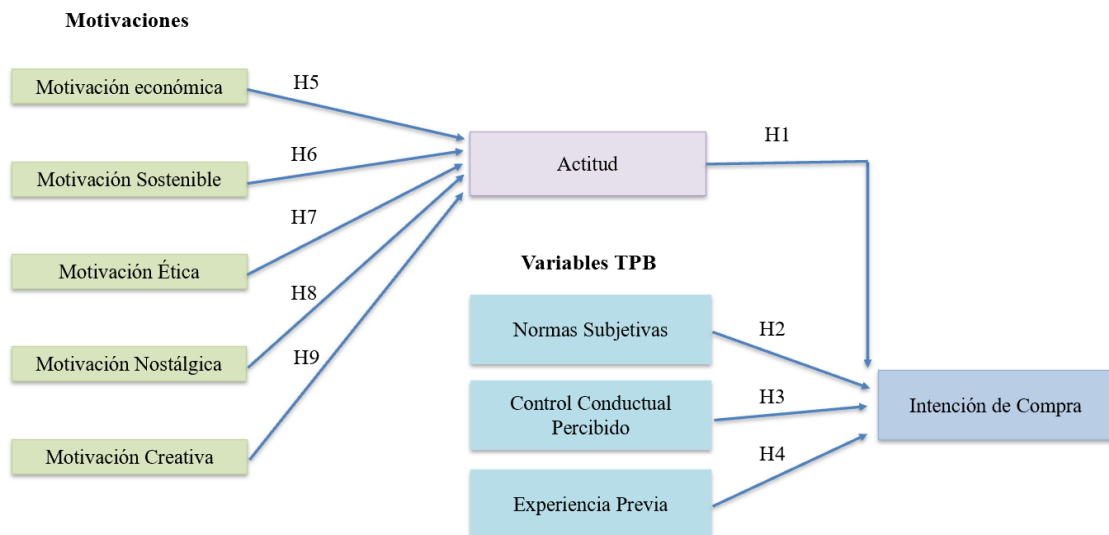 Motivaciones
Motivación económica
H5
Motivación Sostenible
H6
Motivación Ética
H7
Motivación Nostálgica
H8
Motivación Creativa
H9
Actitud
H1
Variables TPB
Normas Subjetivas
H2
Control Conductual
Percibido
H3
Experiencia Previa
H4
Intención de Compra